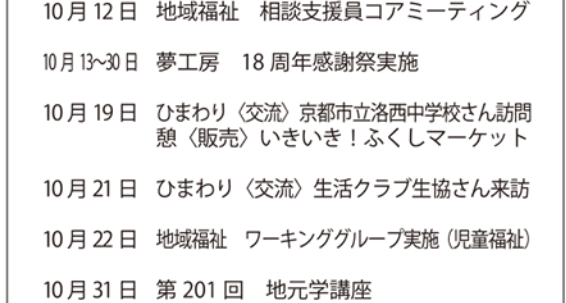 10月12日 地域福祉 相談支援員コアミーティング
10月13~30日 夢工房 18周年感謝祭実施
10月19日 ひまわり〈交流〉京都市立洛西中学校さん訪問
憩〈販売〉いきいき！ふくしマーケット
10月21日 ひまわり〈交流〉生活クラブ生協さん来訪
10月22日 地域福祉 ワーキンググループ実施（児童福祉）
10月31日 第201回 地元学講座